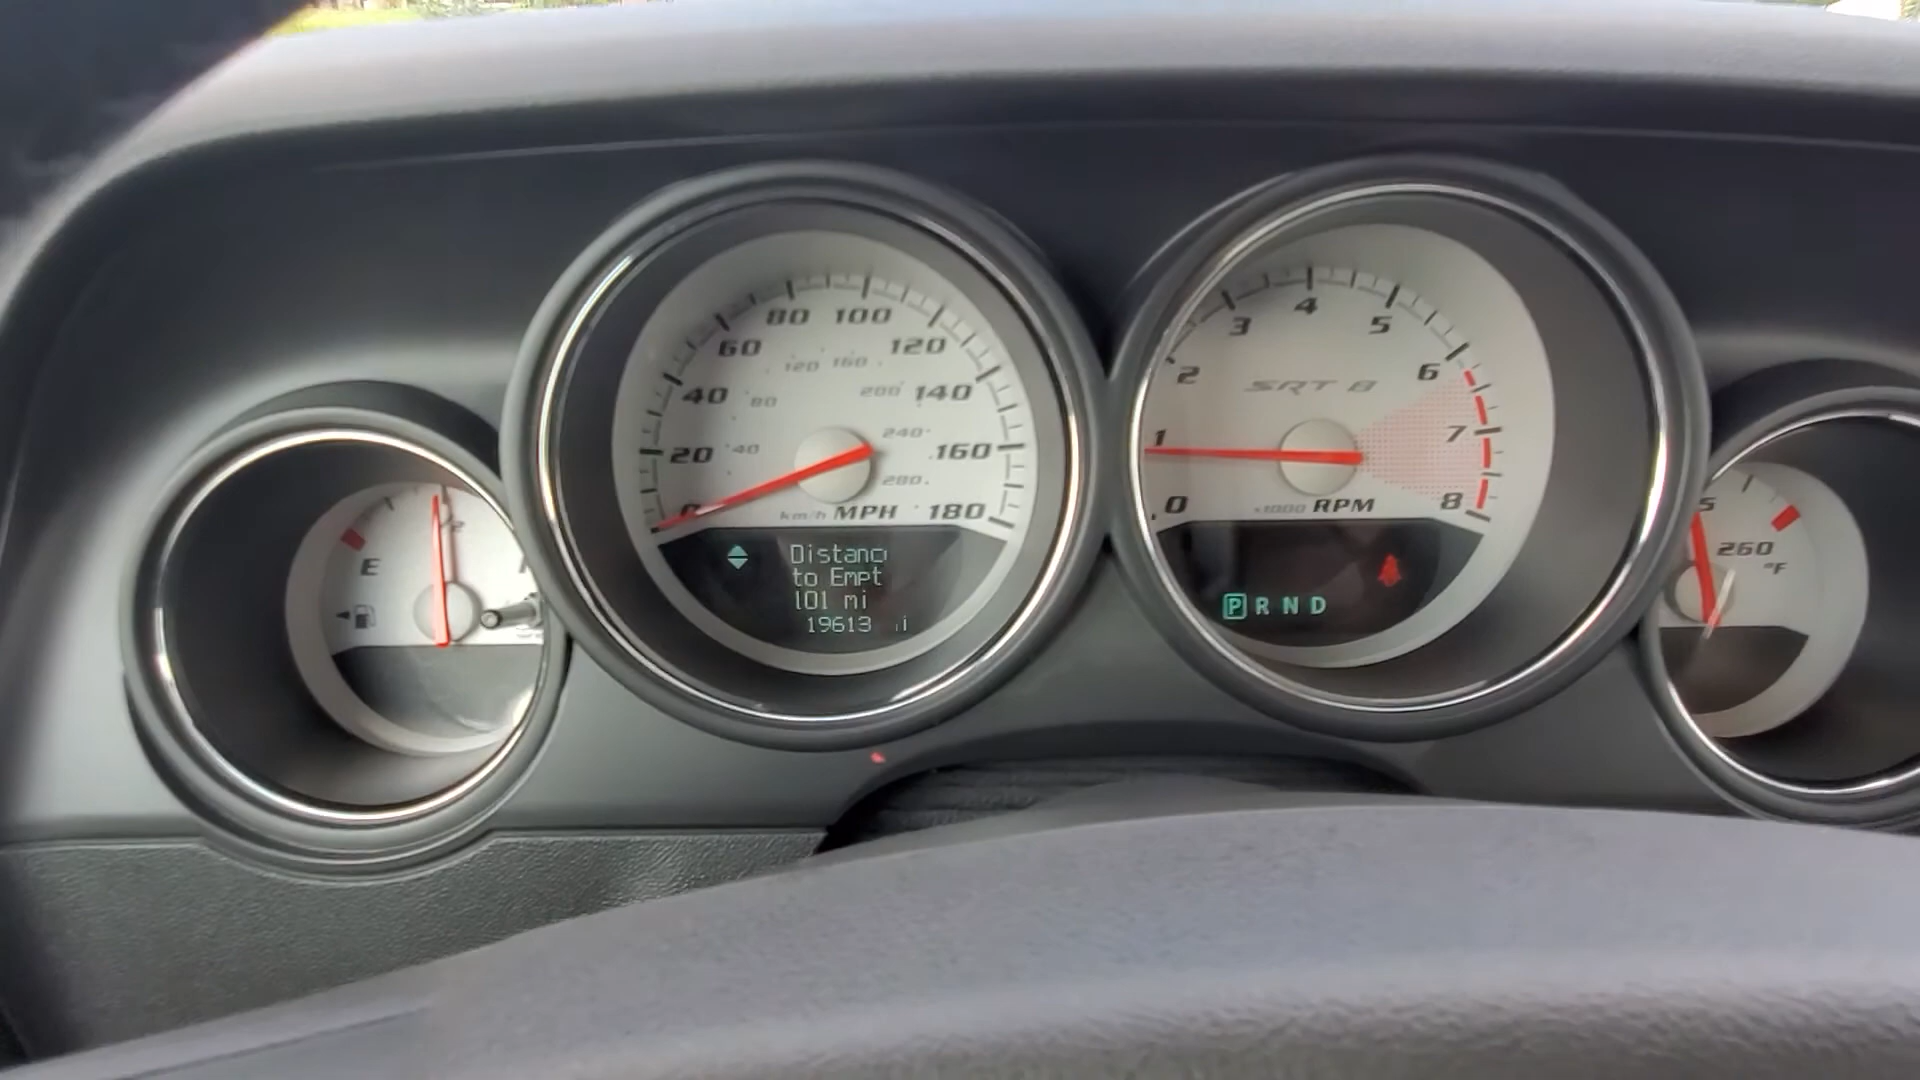 80 100
60 120
120 160
40 80 200 140
20 40 240 160
280
km/h MPH 180
Distanc
to Empt
101 mi
19613
E
1/2
4
3 5
2 6
SRT 8
1 7
0 x1000 RPM 8
P R N D
260
°F